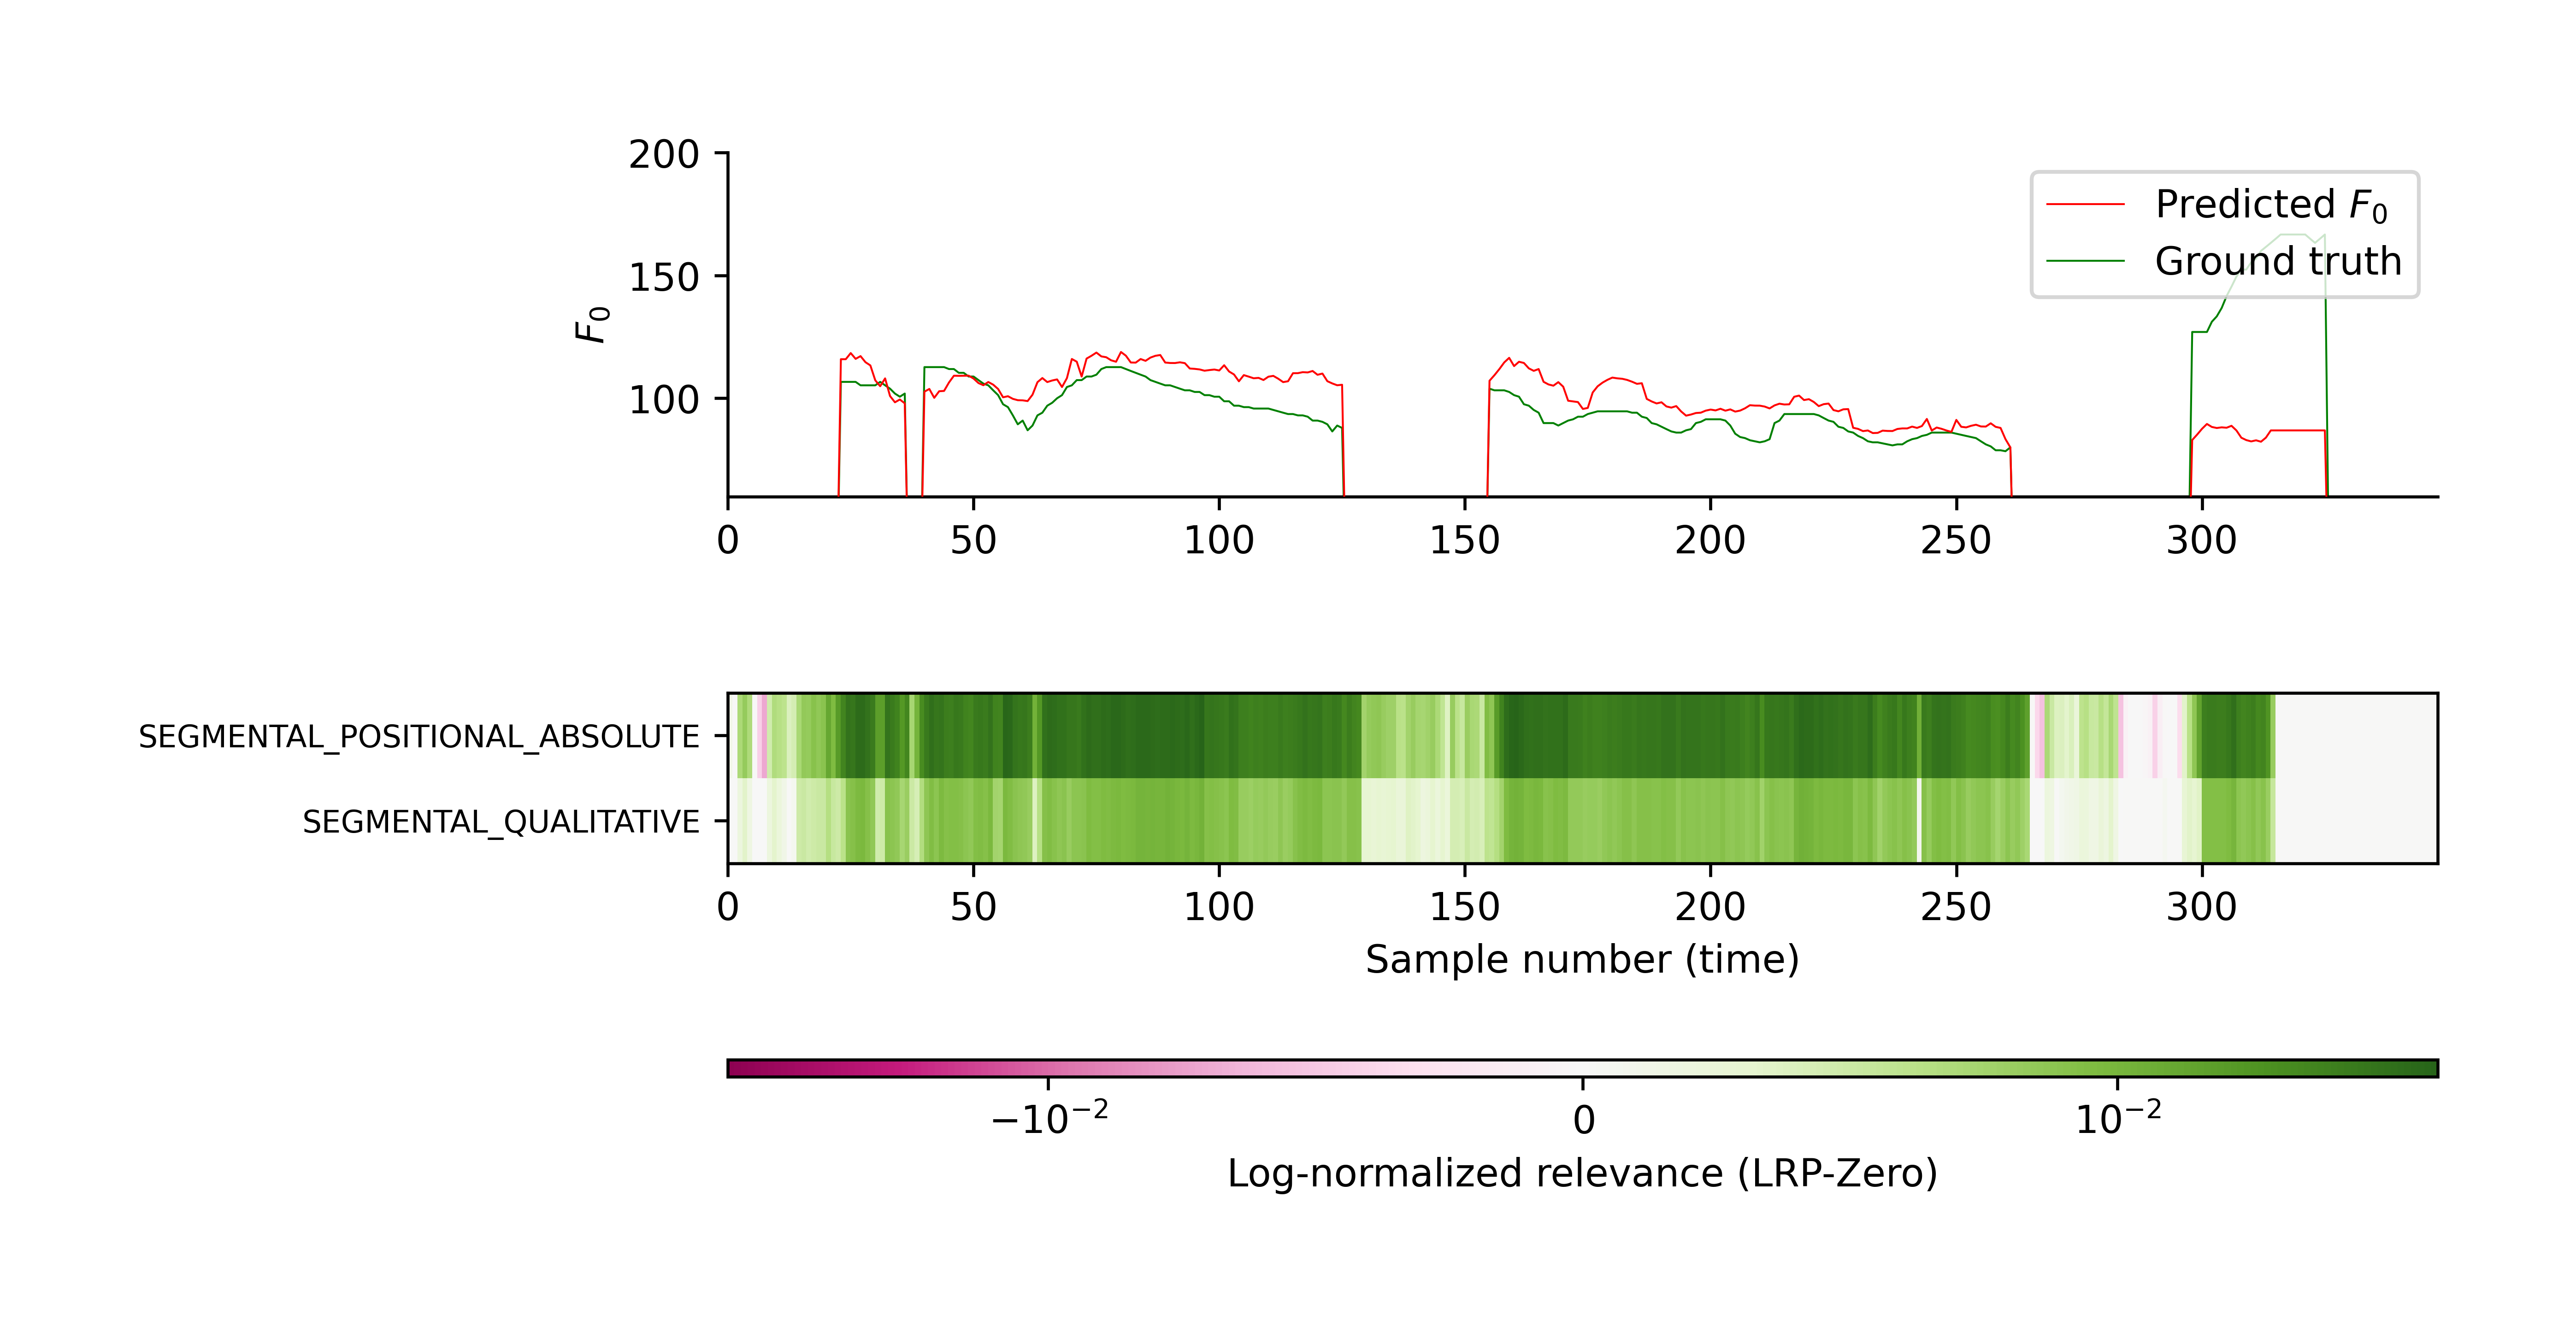 200
150
100
F₀
Predicted F₀
Ground truth
0 50 100 150 200 250 300
SEGMENTAL_POSITIONAL_ABSOLUTE
SEGMENTAL_QUALITATIVE
0 50 100 150 200 250 300
Sample number (time)
−10⁻² 0 10⁻²
Log-normalized relevance (LRP-Zero)